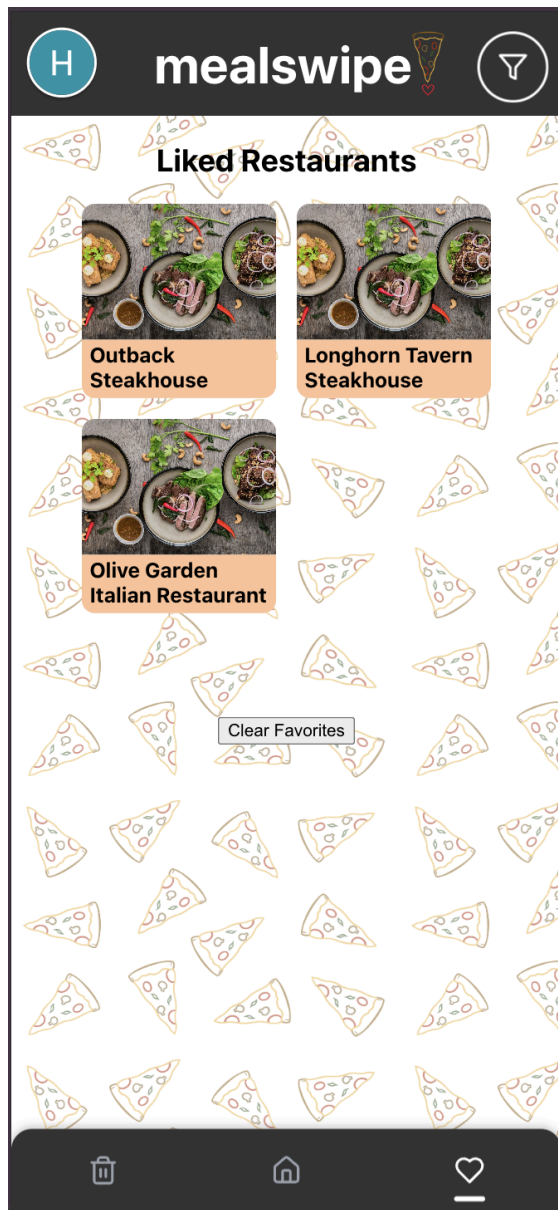 H
mealswipe
Liked Restaurants
Outback
Steakhouse
Longhorn Tavern
Steakhouse
Olive Garden
Italian Restaurant
Clear Favorites